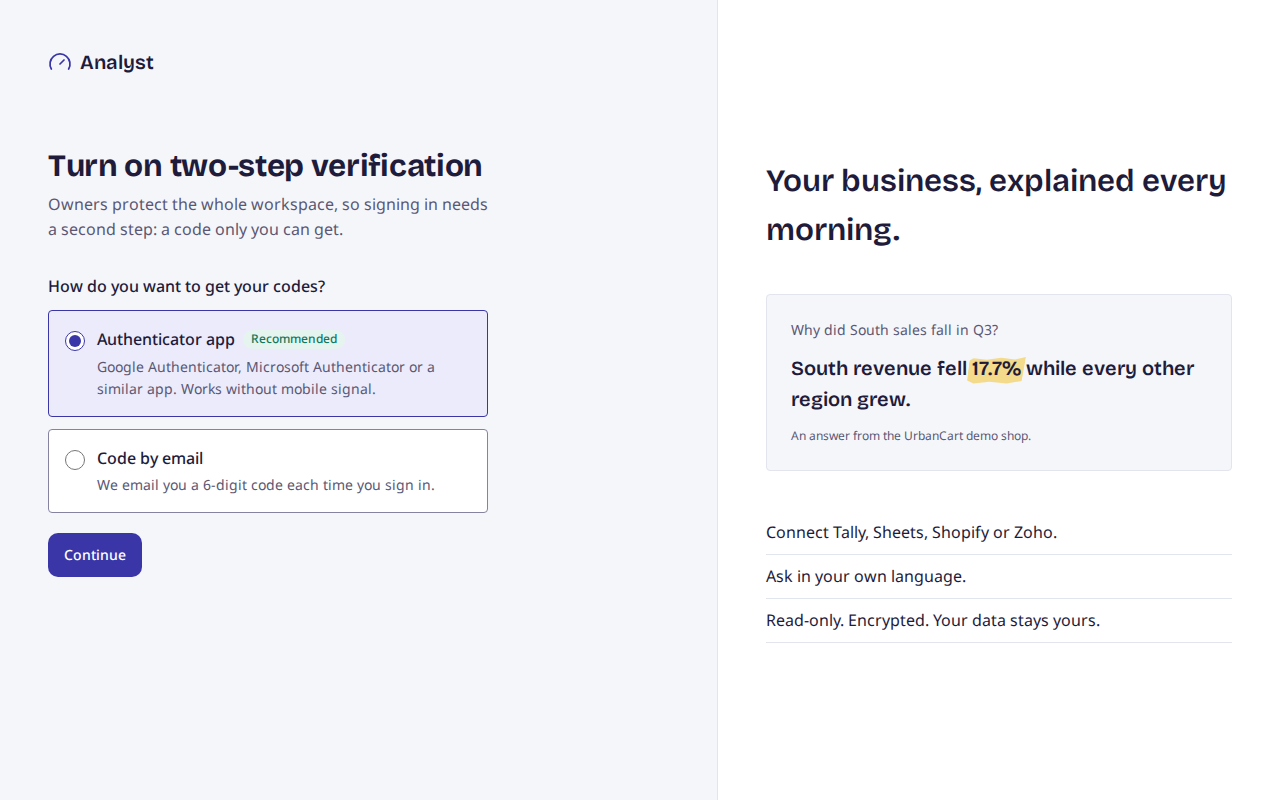 Analyst
Turn on two-step verification
Owners protect the whole workspace, so signing in needs
a second step: a code only you can get.
How do you want to get your codes?
Authenticator app Recommended
Google Authenticator, Microsoft Authenticator or a
similar app. Works without mobile signal.
Code by email
We email you a 6-digit code each time you sign in.
Continue
Your business, explained every
morning.
Why did South sales fall in Q3?
South revenue fell 17.7% while every other
region grew.
An answer from the UrbanCart demo shop.
Connect Tally, Sheets, Shopify or Zoho.
Ask in your own language.
Read-only. Encrypted. Your data stays yours.